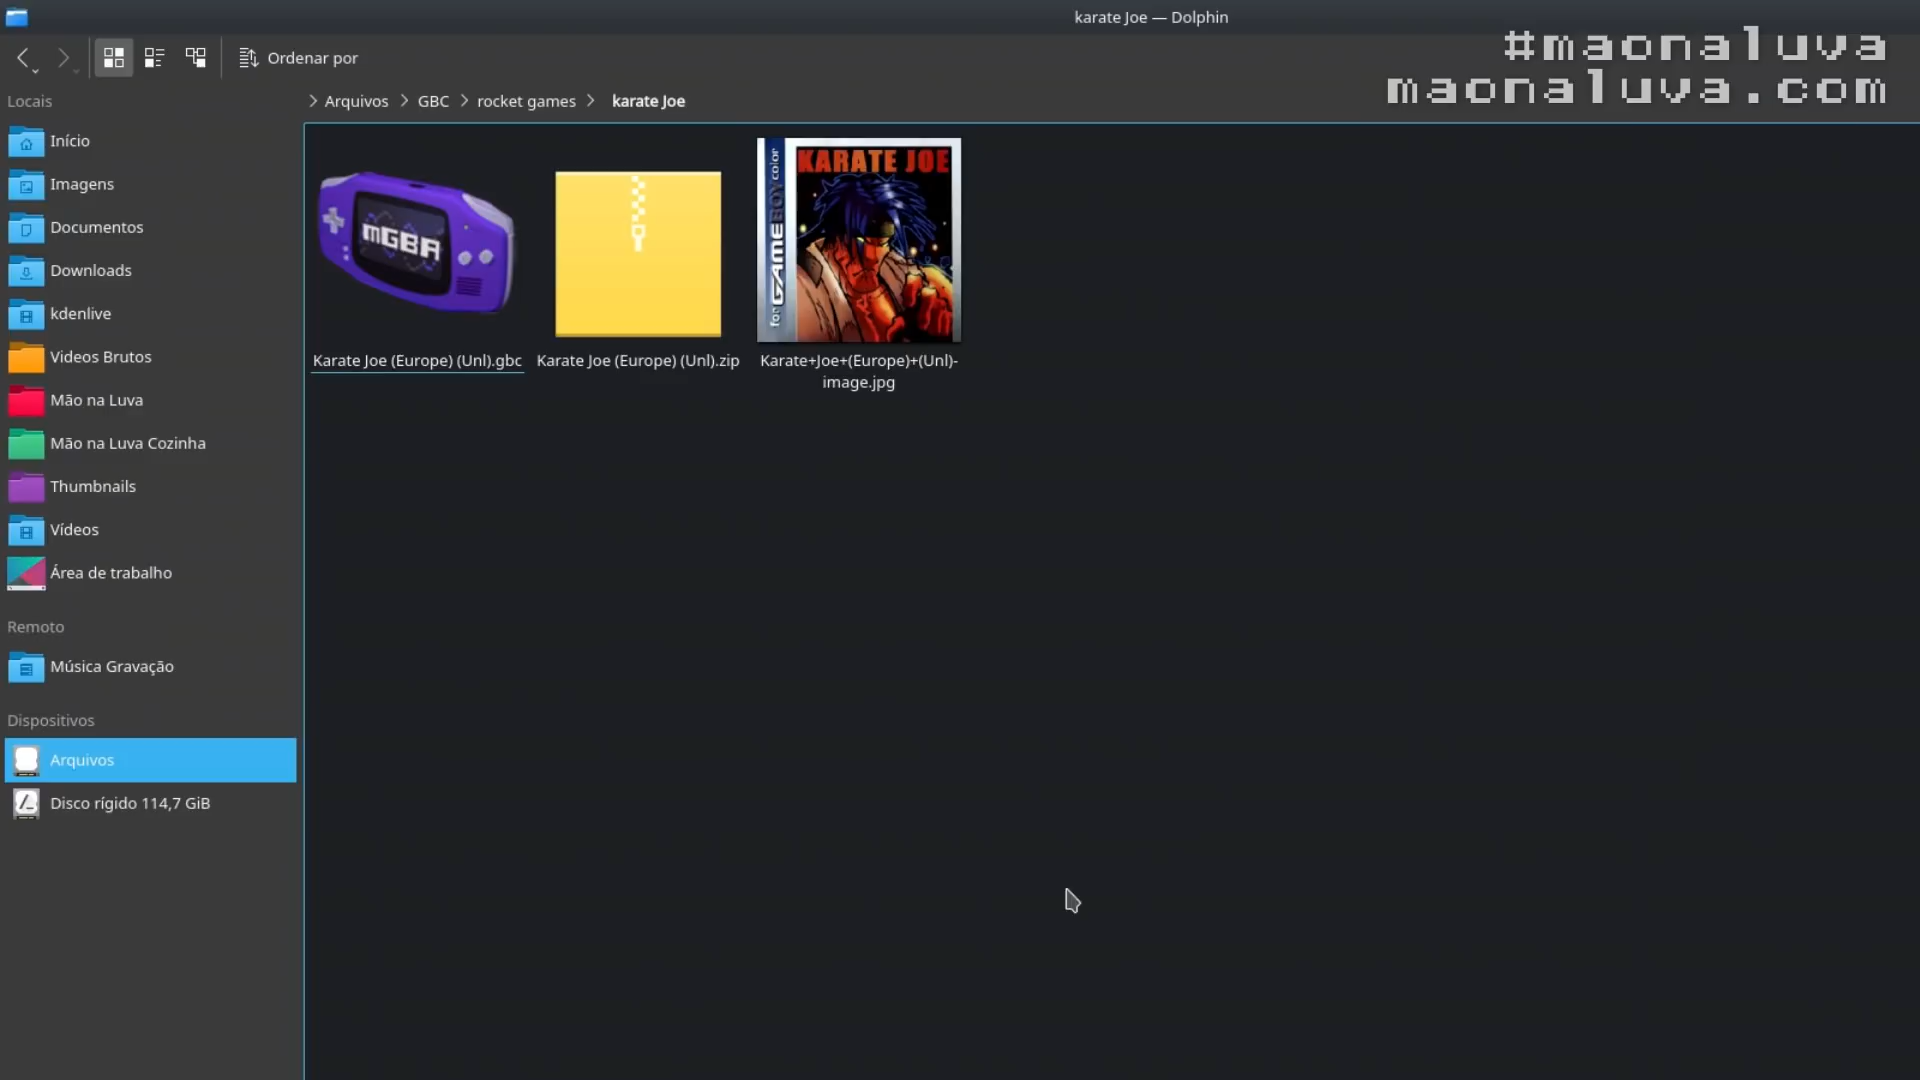 karate Joe — Dolphin
#maonaluva
maonaluva.com
Ordenar por
Locais
Arquivos
GBC
rocket games
karate Joe
Início
Imagens
Documentos
Downloads
kdenlive
Videos Brutos
Mão na Luva
Mão na Luva Cozinha
Thumbnails
Vídeos
Área de trabalho
Remoto
Música Gravação
Dispositivos
Arquivos
Disco rígido 114,7 GiB
mGBA
for GAME BOY color
KARATE JOE
Karate Joe (Europe) (Unl).gbc
Karate Joe (Europe) (Unl).zip
Karate+Joe+(Europe)+(Unl)-
image.jpg